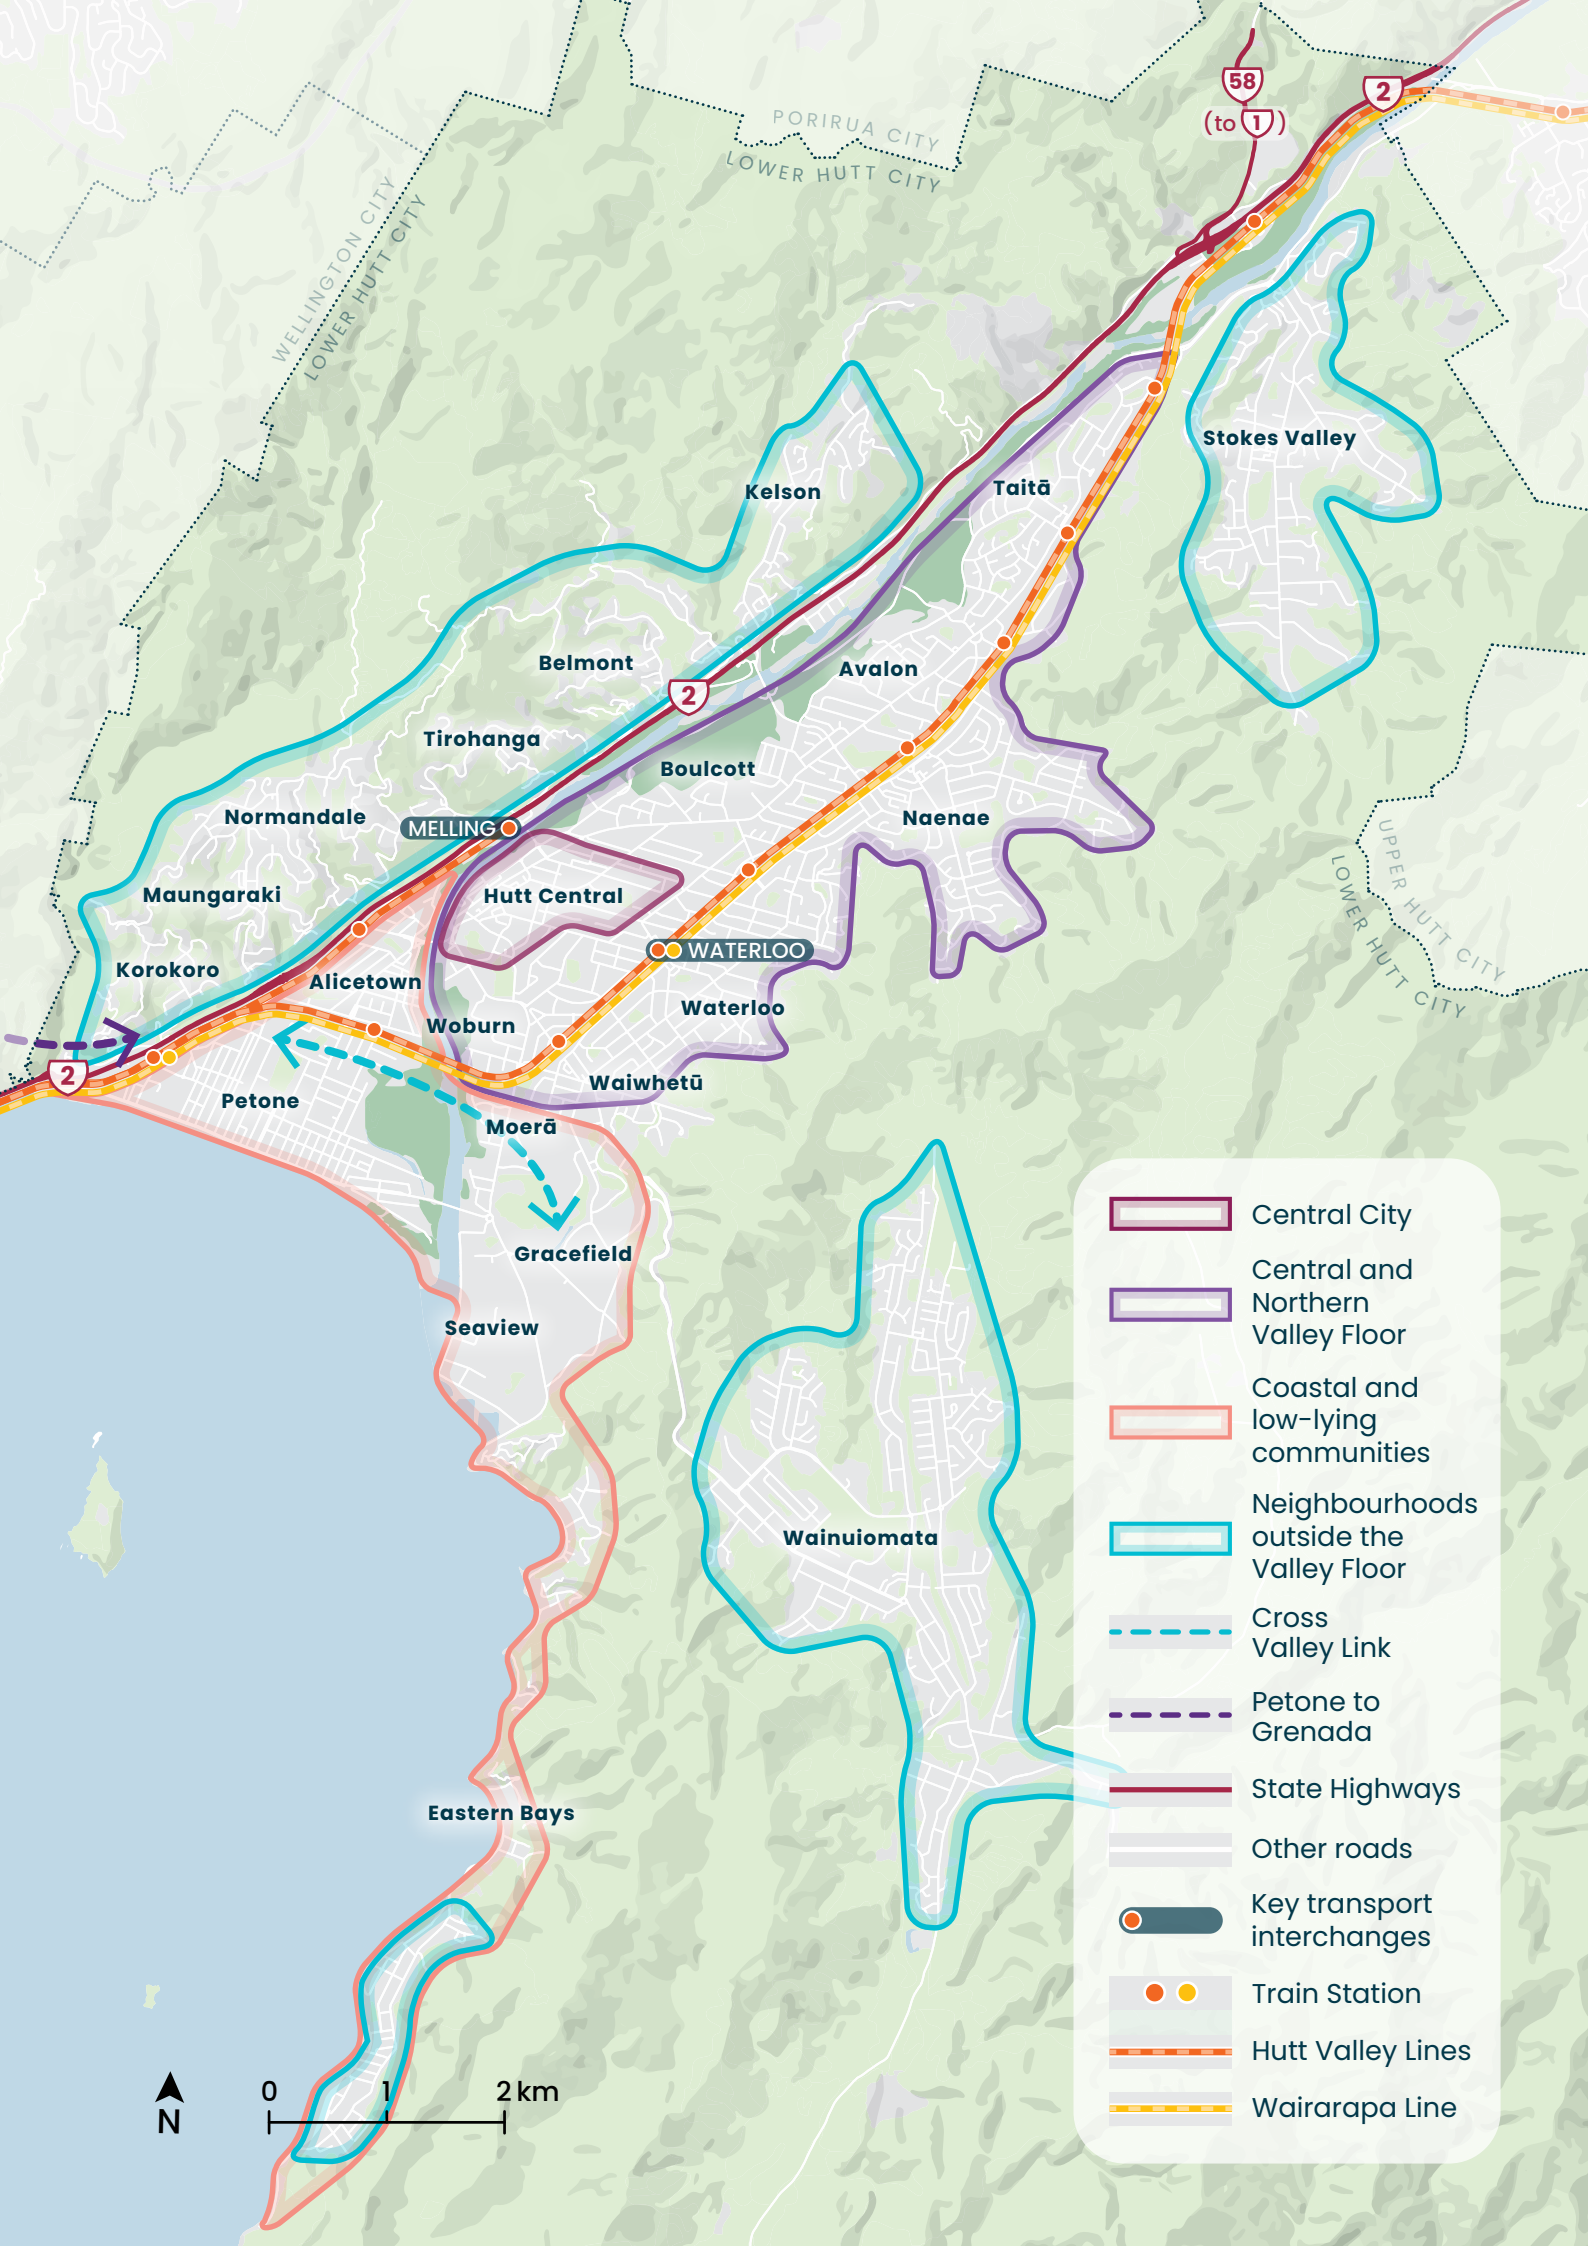 58
2
(to 1)
PORIRUA CITY
LOWER HUTT CITY
WELLINGTON CITY
LOWER HUTT CITY
Stokes Valley
Kelson
Taitā
Belmont
Avalon
2
Tirohanga
Boulcott
Normandale
MELLING
Naenae
UPPER HUTT CITY
LOWER HUTT CITY
Maungaraki
Hutt Central
WATERLOO
Korokoro
Alicetown
Waterloo
Woburn
2
Waiwhetū
Petone
Moerā
Gracefield
Seaview
Wainuiomata
Eastern Bays
Central City
Central and
Northern
Valley Floor
Coastal and
low-lying
communities
Neighbourhoods
outside the
Valley Floor
Cross
Valley Link
Petone to
Grenada
State Highways
Other roads
Key transport
interchanges
Train Station
Hutt Valley Lines
Wairarapa Line
0 1 2 km
N